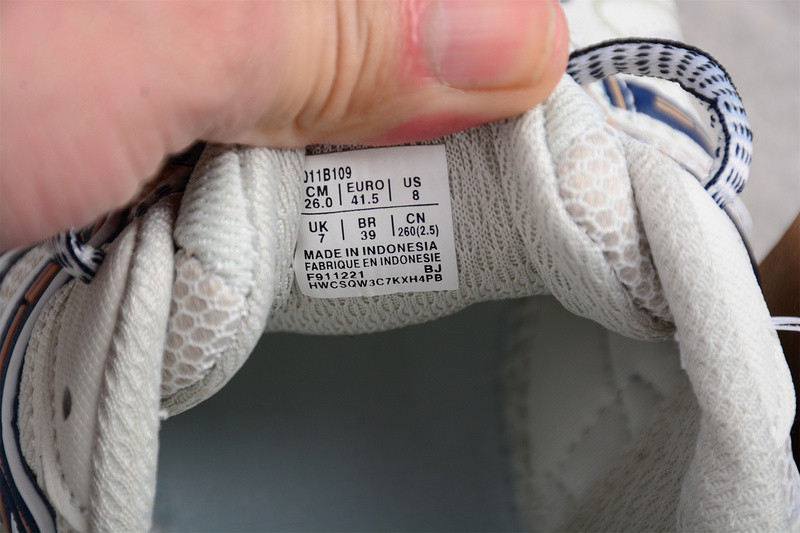 011B109
CM EURO US
26.0 41.5 8
UK BR CN
7 39 260(2.5)
MADE IN INDONESIA
FABRIQUE EN INDONESIE
F911221 BJ
HWCSQW3C7KXH4PB